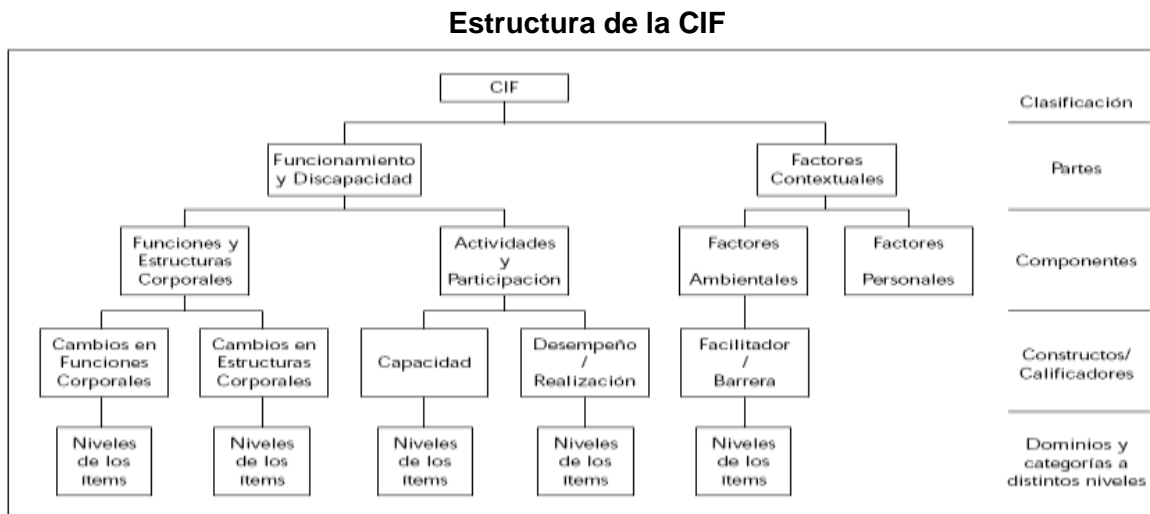 Estructura de la CIF
CIF
Clasificación
Funcionamiento
y Discapacidad
Factores
Contextuales
Partes
Funciones y
Estructuras
Corporales
Actividades
y
Participación
Factores
Ambientales
Factores
Personales
Componentes
Cambios en
Funciones
Corporales
Cambios en
Estructuras
Corporales
Capacidad
Desempeño
/
Realización
Facilitador
/
Barrera
Constructos/
Calificadores
Niveles
de los
ítems
Niveles
de los
ítems
Niveles
de los
ítems
Niveles
de los
ítems
Niveles
de los
ítems
Dominios y
categorías a
distintos niveles